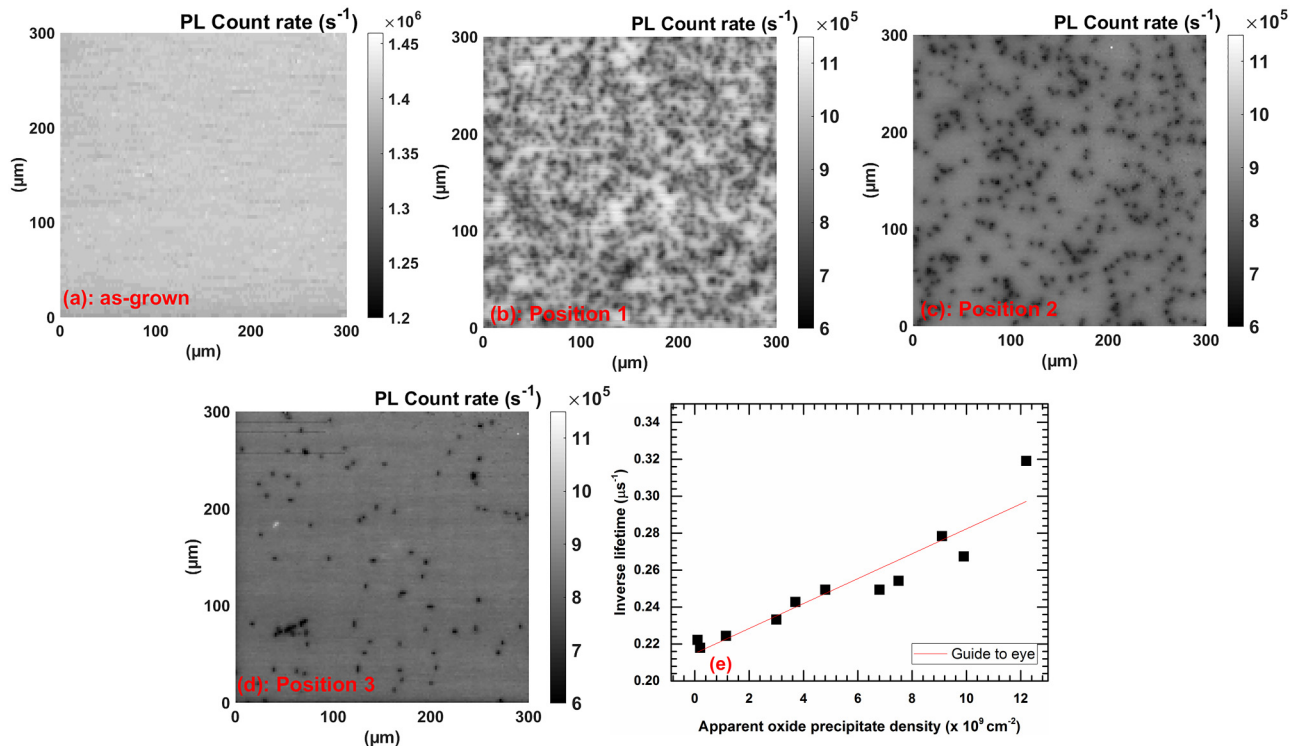 PL Count rate (s⁻¹)
×10⁶
300
200
100
0
(µm)
(a): as-grown
0 100 200 300
(µm)
1.45
1.4
1.35
1.3
1.25
1.2
PL Count rate (s⁻¹)
×10⁵
300
200
100
0
(µm)
(b): Position 1
0 100 200 300
(µm)
11
10
9
8
7
6
PL Count rate (s⁻¹)
×10⁵
300
200
100
0
(µm)
(c): Position 2
0 100 200 300
(µm)
11
10
9
8
7
6
PL Count rate (s⁻¹)
×10⁵
300
200
100
0
(µm)
(d): Position 3
0 100 200 300
(µm)
11
10
9
8
7
6
0.34
0.32
0.30
0.28
0.26
0.24
0.22
0.20
Inverse lifetime (µs⁻¹)
(e)
Guide to eye
0 2 4 6 8 10 12
Apparent oxide precipitate density (x 10⁹ cm⁻²)